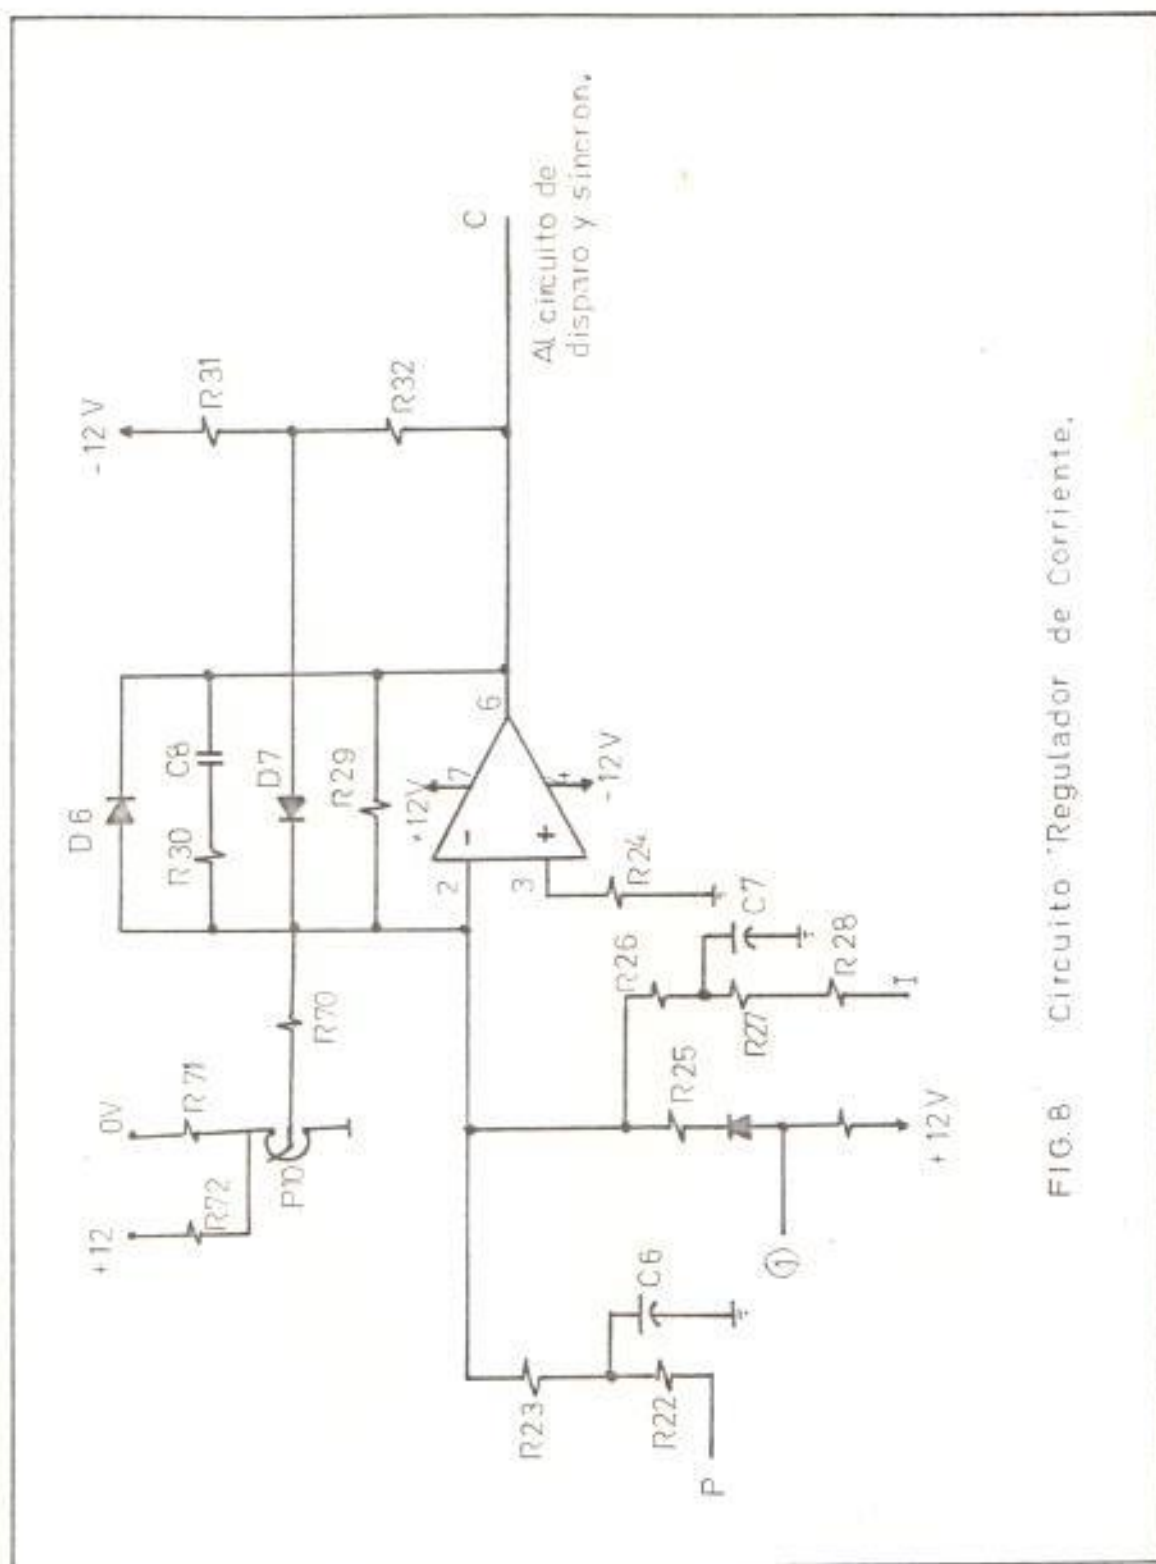 -12V
R31
R32
C
Al circuito de
disparo y sincron.
D6
C8
R30
D7
R29
+12V
7
6
-
2
+
3
-12V
R24
0V
R71
+12
R72
P10
R70
R26
C7
R27
R28
I
R25
+12V
1
R23
C6
R22
P
FIG.8 Circuito "Regulador de Corriente.